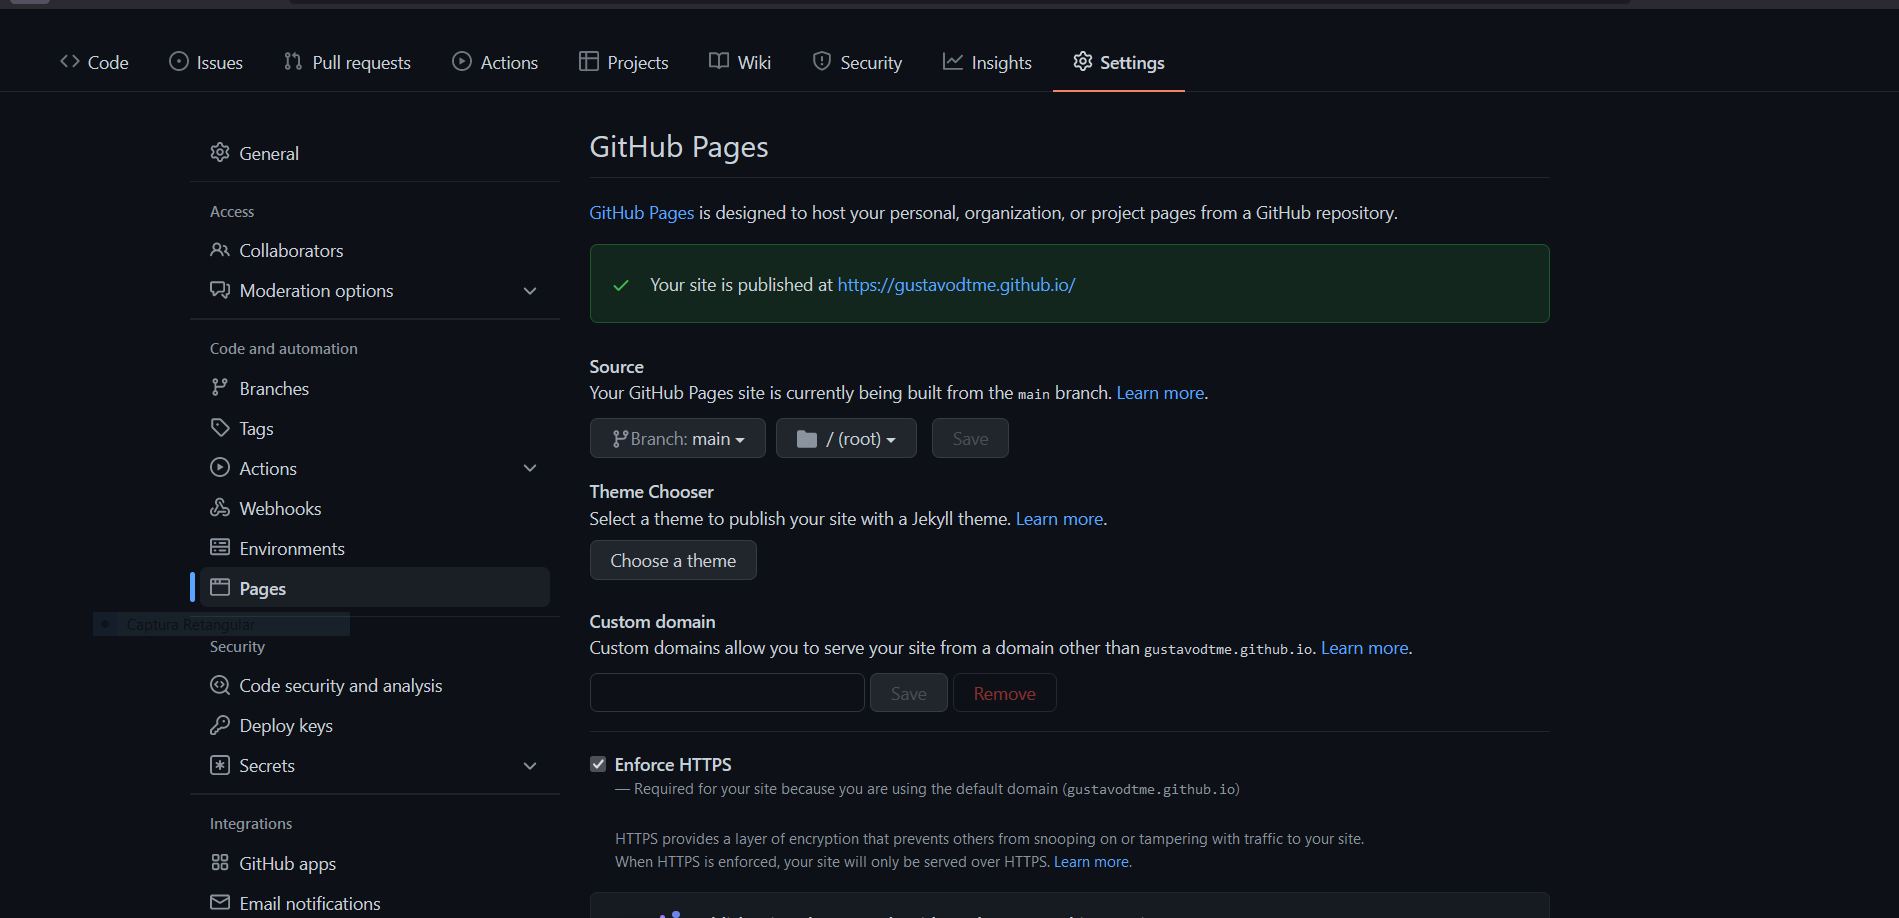 Code Issues Pull requests Actions Projects Wiki Security Insights Settings
General
Access
Collaborators
Moderation options
Code and automation
Branches
Tags
Actions
Webhooks
Environments
Pages
Captura Retangular
Security
Code security and analysis
Deploy keys
Secrets
Integrations
GitHub apps
Email notifications
GitHub Pages
GitHub Pages is designed to host your personal, organization, or project pages from a GitHub repository.
Your site is published at https://gustavodtme.github.io/
Source
Your GitHub Pages site is currently being built from the main branch. Learn more.
Branch: main / (root) Save
Theme Chooser
Select a theme to publish your site with a Jekyll theme. Learn more.
Choose a theme
Custom domain
Custom domains allow you to serve your site from a domain other than gustavodtme.github.io. Learn more.
Save Remove
Enforce HTTPS
— Required for your site because you are using the default domain (gustavodtme.github.io)
HTTPS provides a layer of encryption that prevents others from snooping on or tampering with traffic to your site.
When HTTPS is enforced, your site will only be served over HTTPS. Learn more.